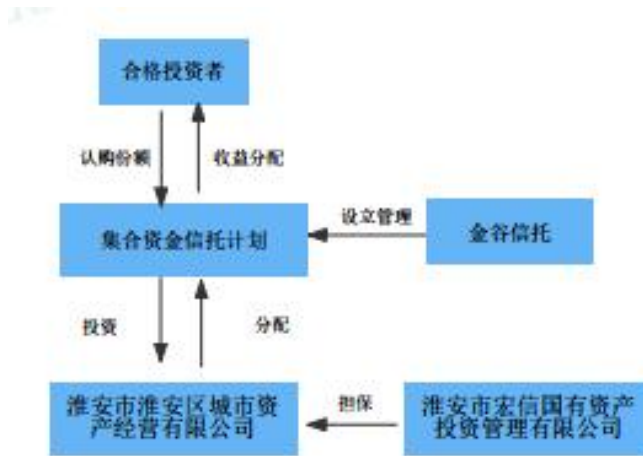 合格投资者
认购份额
收益分配
集合资金信托计划
设立管理
金谷信托
投资
分配
淮安市淮安区城市资
产经营有限公司
担保
淮安市宏信国有资产
投资管理有限公司